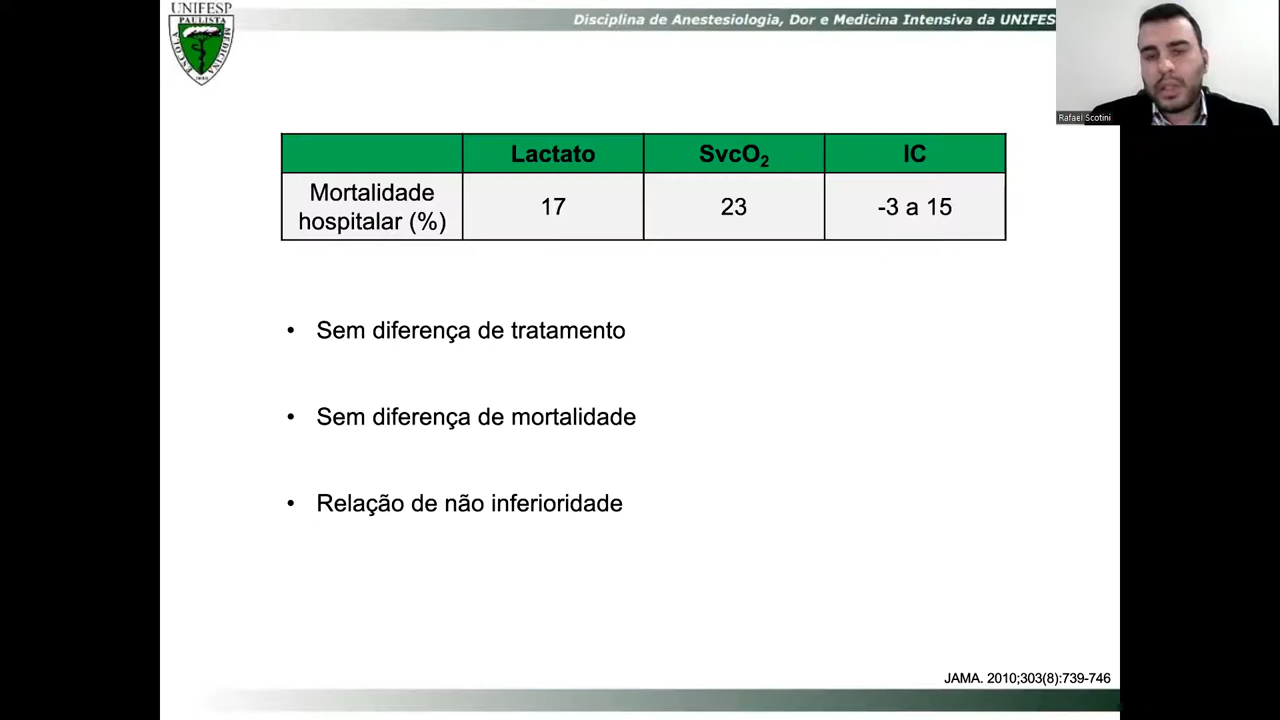 UNIFESP
PAULISTA
ESCOLA
MEDICINA
Disciplina de Anestesiologia, Dor e Medicina Intensiva da UNIFES
Rafael Scotini
Lactato SvcO₂ IC
Mortalidade
hospitalar (%) 17 23 -3 a 15
• Sem diferença de tratamento
• Sem diferença de mortalidade
• Relação de não inferioridade
JAMA. 2010;303(8):739-746